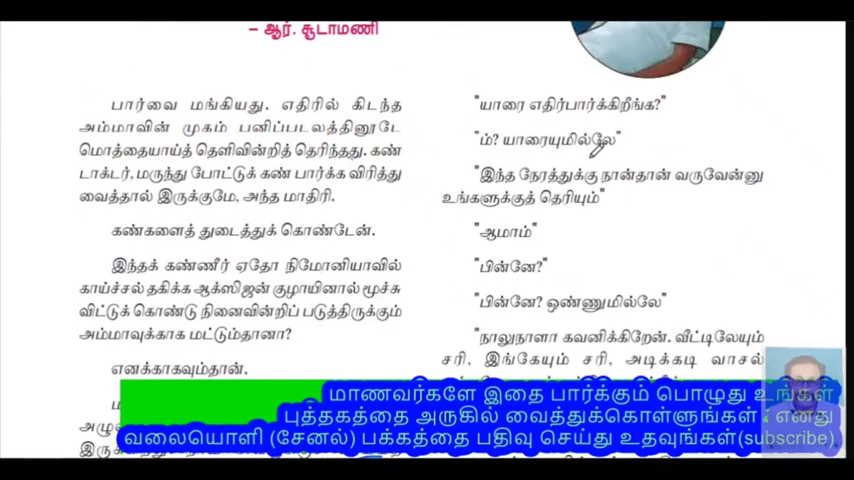 – ஆர். சூடாமணி
பார்வை மங்கியது. எதிரில் கிடந்த
அம்மாவின் முகம் பனிப்படலத்தினூடே
மொத்தையாய்த் தெளிவின்றித் தெரிந்தது. கண்
டாக்டர், மருந்து போட்டுக் கண் பார்க்க விரித்து
வைத்தால் இருக்குமே, அந்த மாதிரி.
கண்களைத் துடைத்துக் கொண்டேன்.
இந்தக் கண்ணீர் ஏதோ நிமோனியாவில்
காய்ச்சல் தகிக்க ஆக்ஸிஜன் குழாயினால் மூச்சு
விட்டுக் கொண்டு நினைவின்றிப் படுத்திருக்கும்
அம்மாவுக்காக மட்டும்தானா?
எனக்காகவும்தான்.
"யாரை எதிர்பார்க்கிறீங்க?"
"ம்? யாரையுமில்லே"
"இந்த நேரத்துக்கு நான்தான் வருவேன்னு
உங்களுக்குத் தெரியும்"
"ஆமாம்"
"பின்னே?"
"பின்னே? ஒண்ணுமில்லே"
"நாலுநாளா கவனிக்கிறேன். வீட்டிலேயும்
சரி, இங்கேயும் சரி, அடிக்கடி வாசல்
மாணவர்களே இதை பார்க்கும் பொழுது உங்கள்
புத்தகத்தை அருகில் வைத்துக்கொள்ளுங்கள் . எனது
வலையொளி (சேனல்) பக்கத்தை பதிவு செய்து உதவுங்கள்(subscribe)